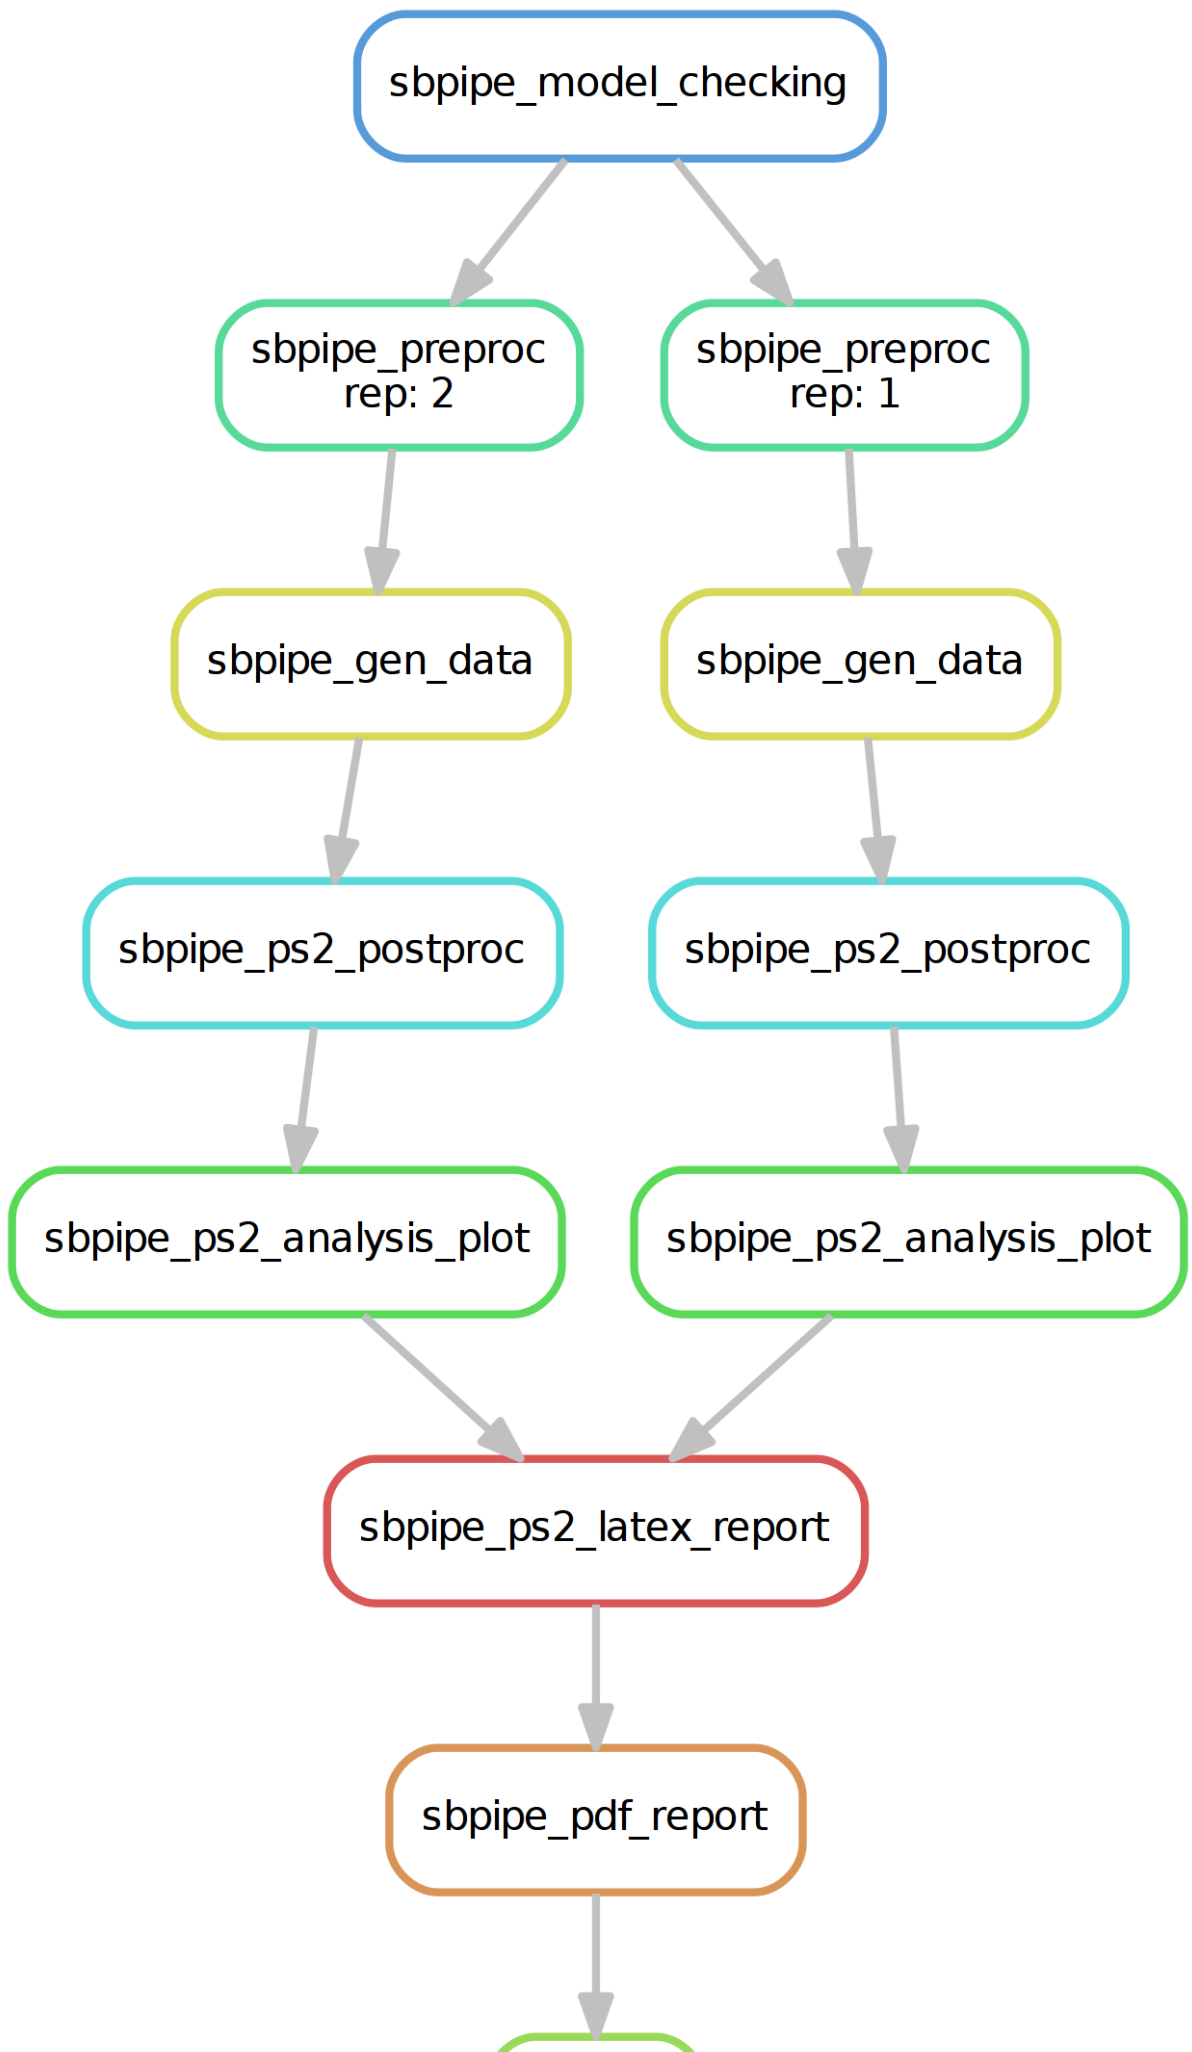 sbpipe_model_checking
sbpipe_preproc
rep: 2
sbpipe_preproc
rep: 1
sbpipe_gen_data
sbpipe_gen_data
sbpipe_ps2_postproc
sbpipe_ps2_postproc
sbpipe_ps2_analysis_plot
sbpipe_ps2_analysis_plot
sbpipe_ps2_latex_report
sbpipe_pdf_report